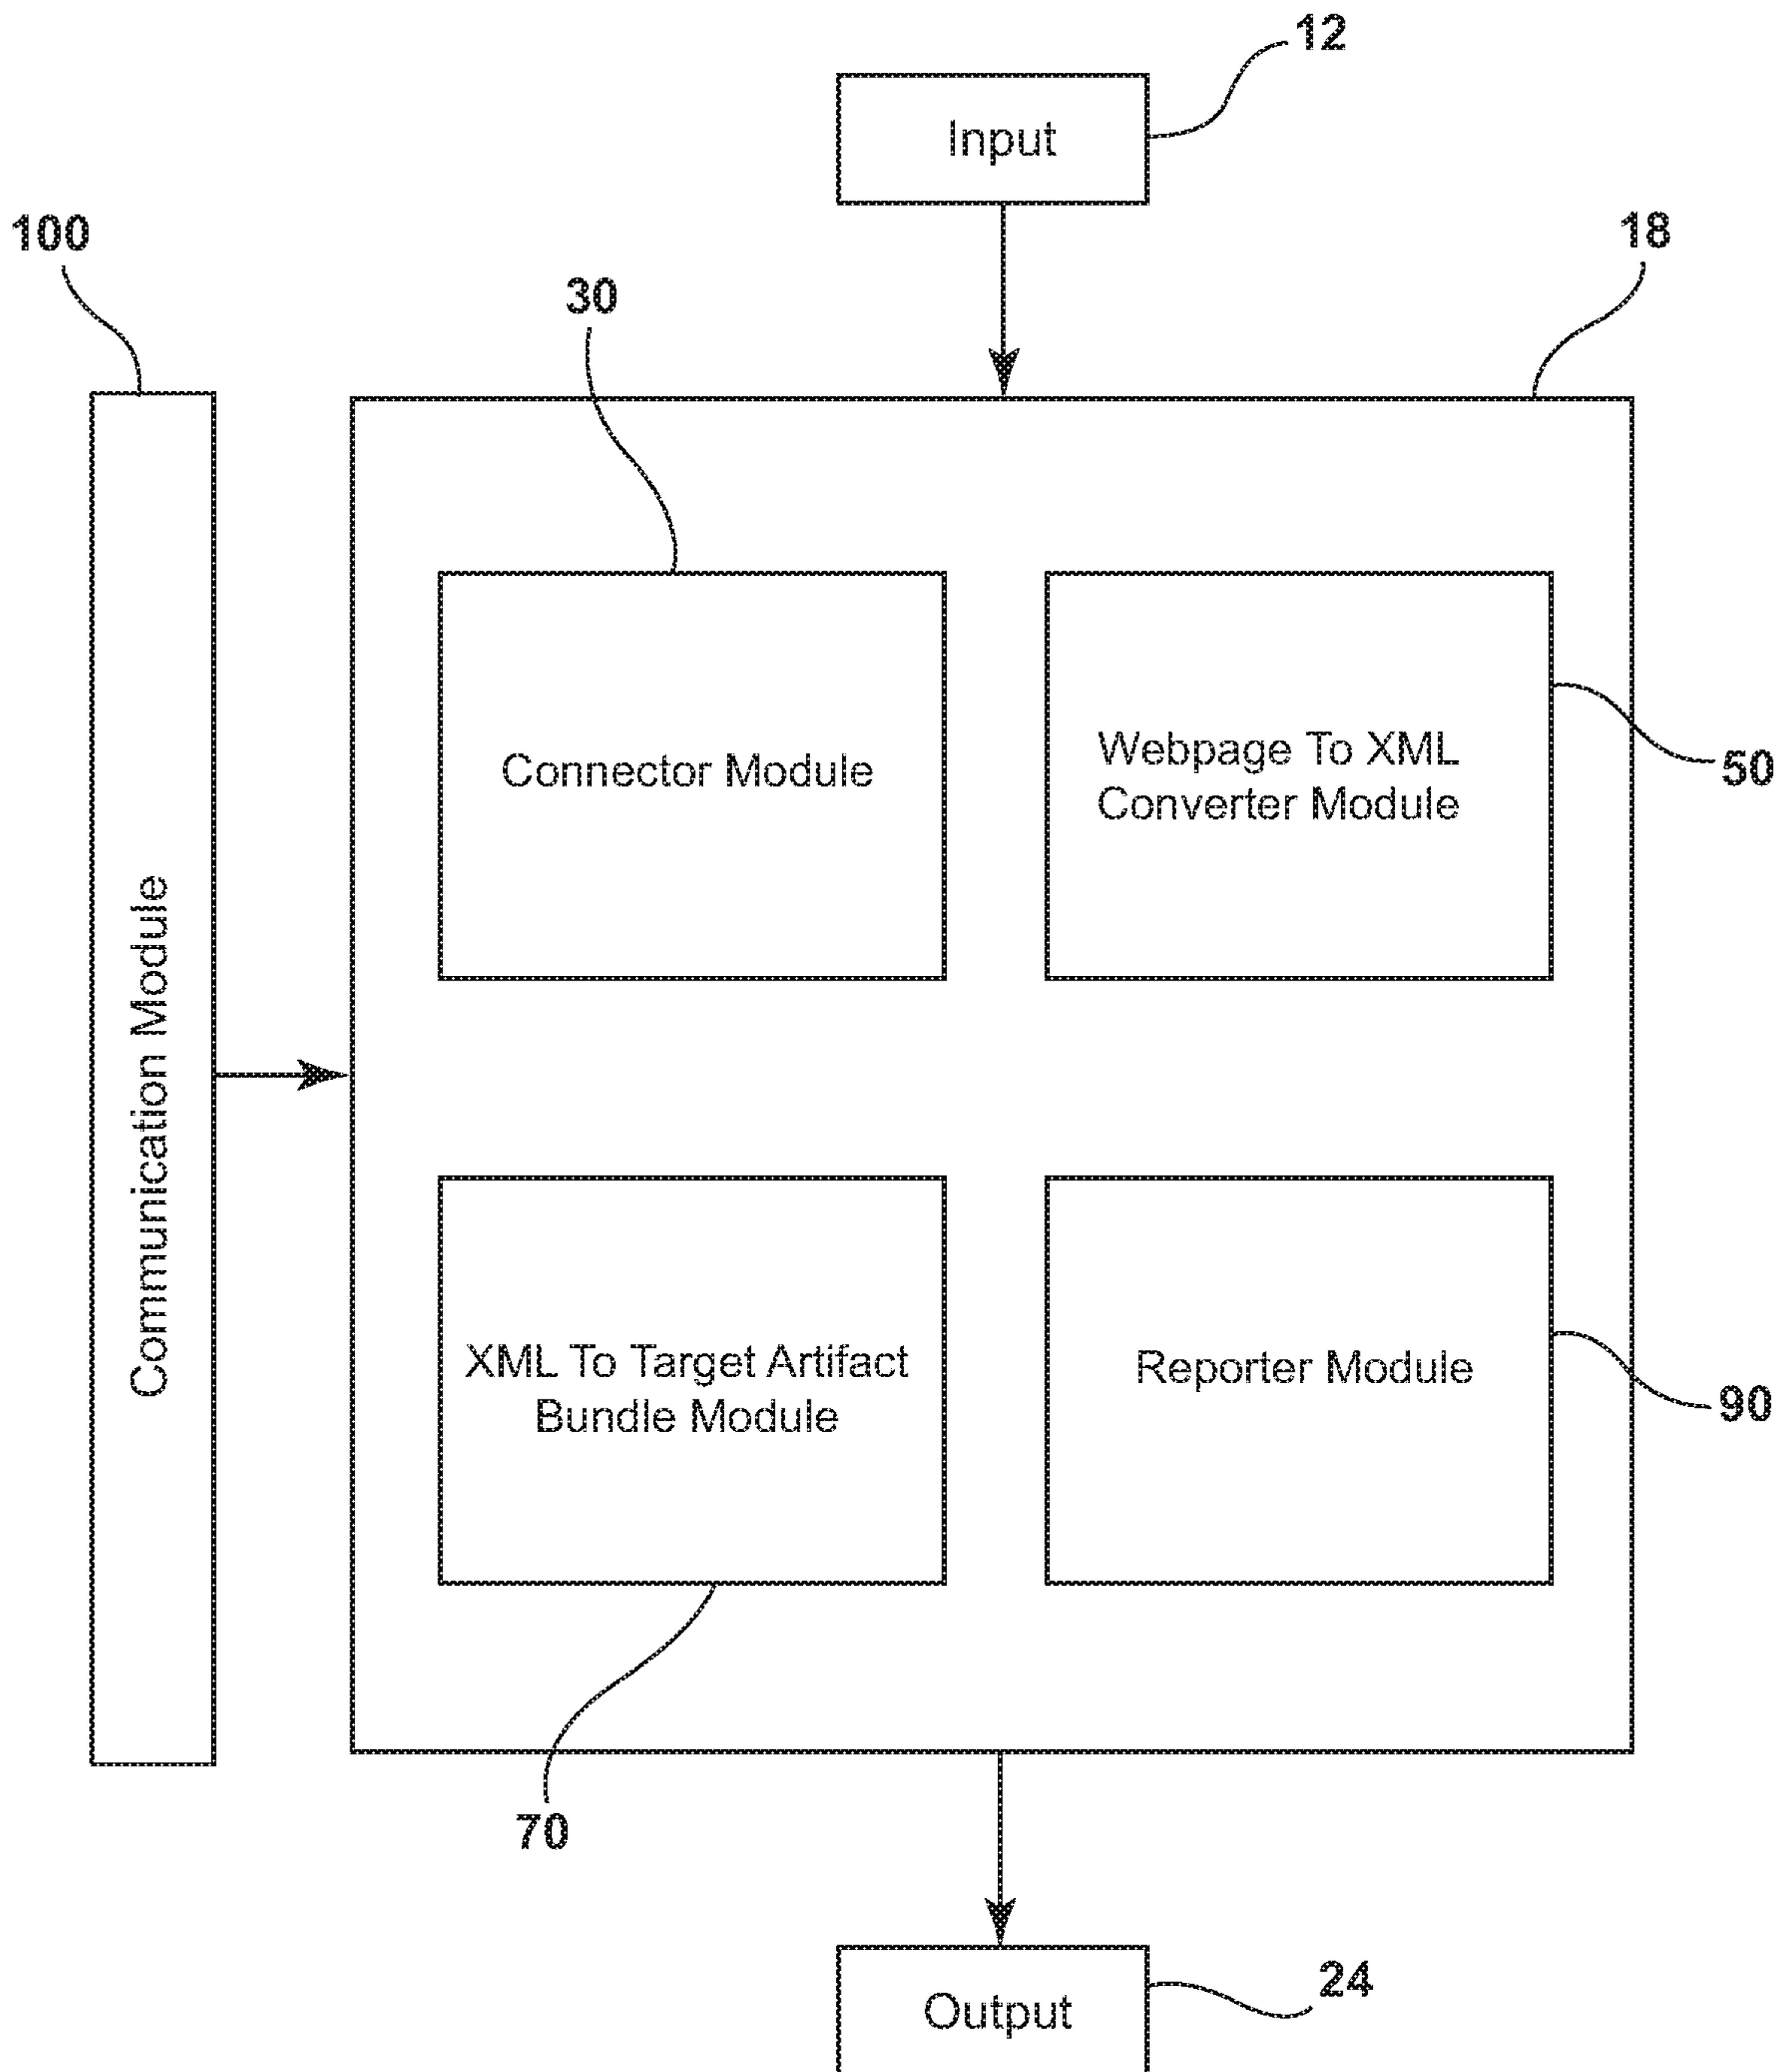 12
Input
100
18
30
Connector Module
Webpage To XML
Converter Module
50
Communication Module
XML To Target Artifact
Bundle Module
Reporter Module
90
70
24
Output